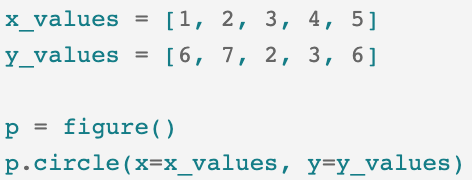 x_values = [1, 2, 3, 4, 5]
y_values = [6, 7, 2, 3, 6]
p = figure()
p.circle(x=x_values, y=y_values)